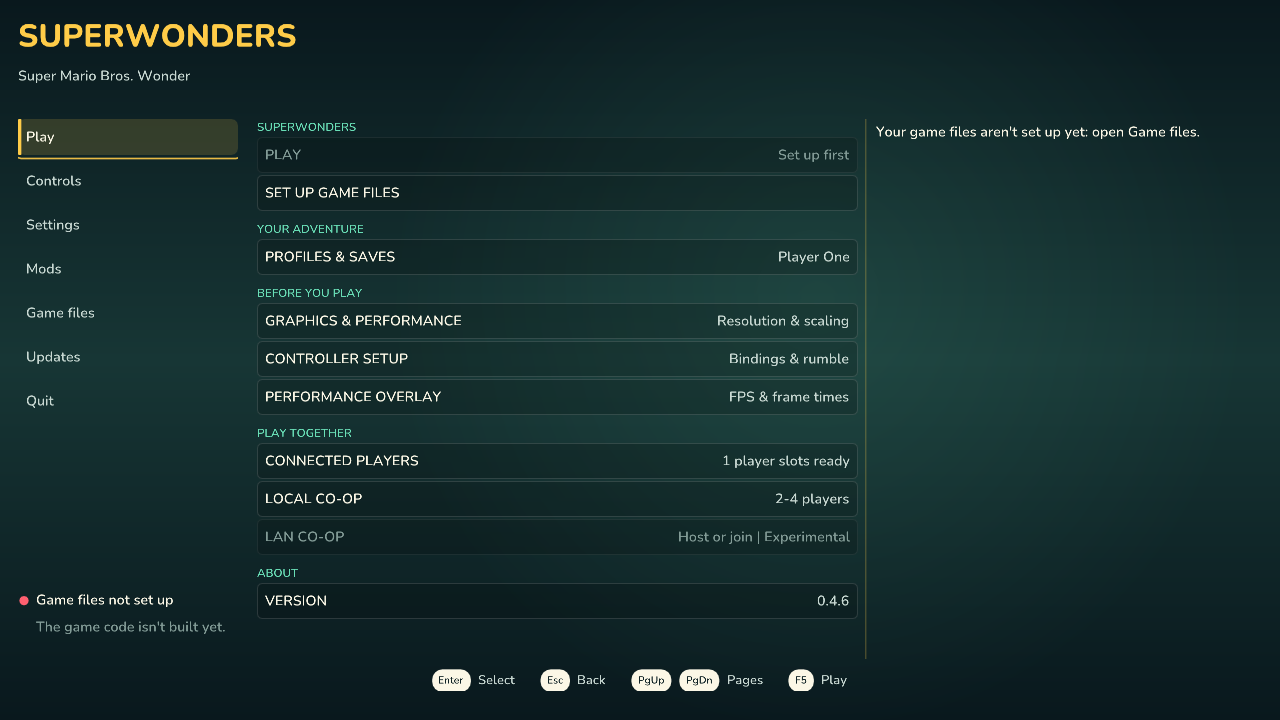 SUPERWONDERS
Super Mario Bros. Wonder
Play
Controls
Settings
Mods
Game files
Updates
Quit
Game files not set up
The game code isn't built yet.
SUPERWONDERS
PLAY Set up first
SET UP GAME FILES
YOUR ADVENTURE
PROFILES & SAVES Player One
BEFORE YOU PLAY
GRAPHICS & PERFORMANCE Resolution & scaling
CONTROLLER SETUP Bindings & rumble
PERFORMANCE OVERLAY FPS & frame times
PLAY TOGETHER
CONNECTED PLAYERS 1 player slots ready
LOCAL CO-OP 2-4 players
LAN CO-OP Host or join | Experimental
ABOUT
VERSION 0.4.6
Your game files aren't set up yet: open Game files.
Enter Select Esc Back PgUp PgDn Pages F5 Play